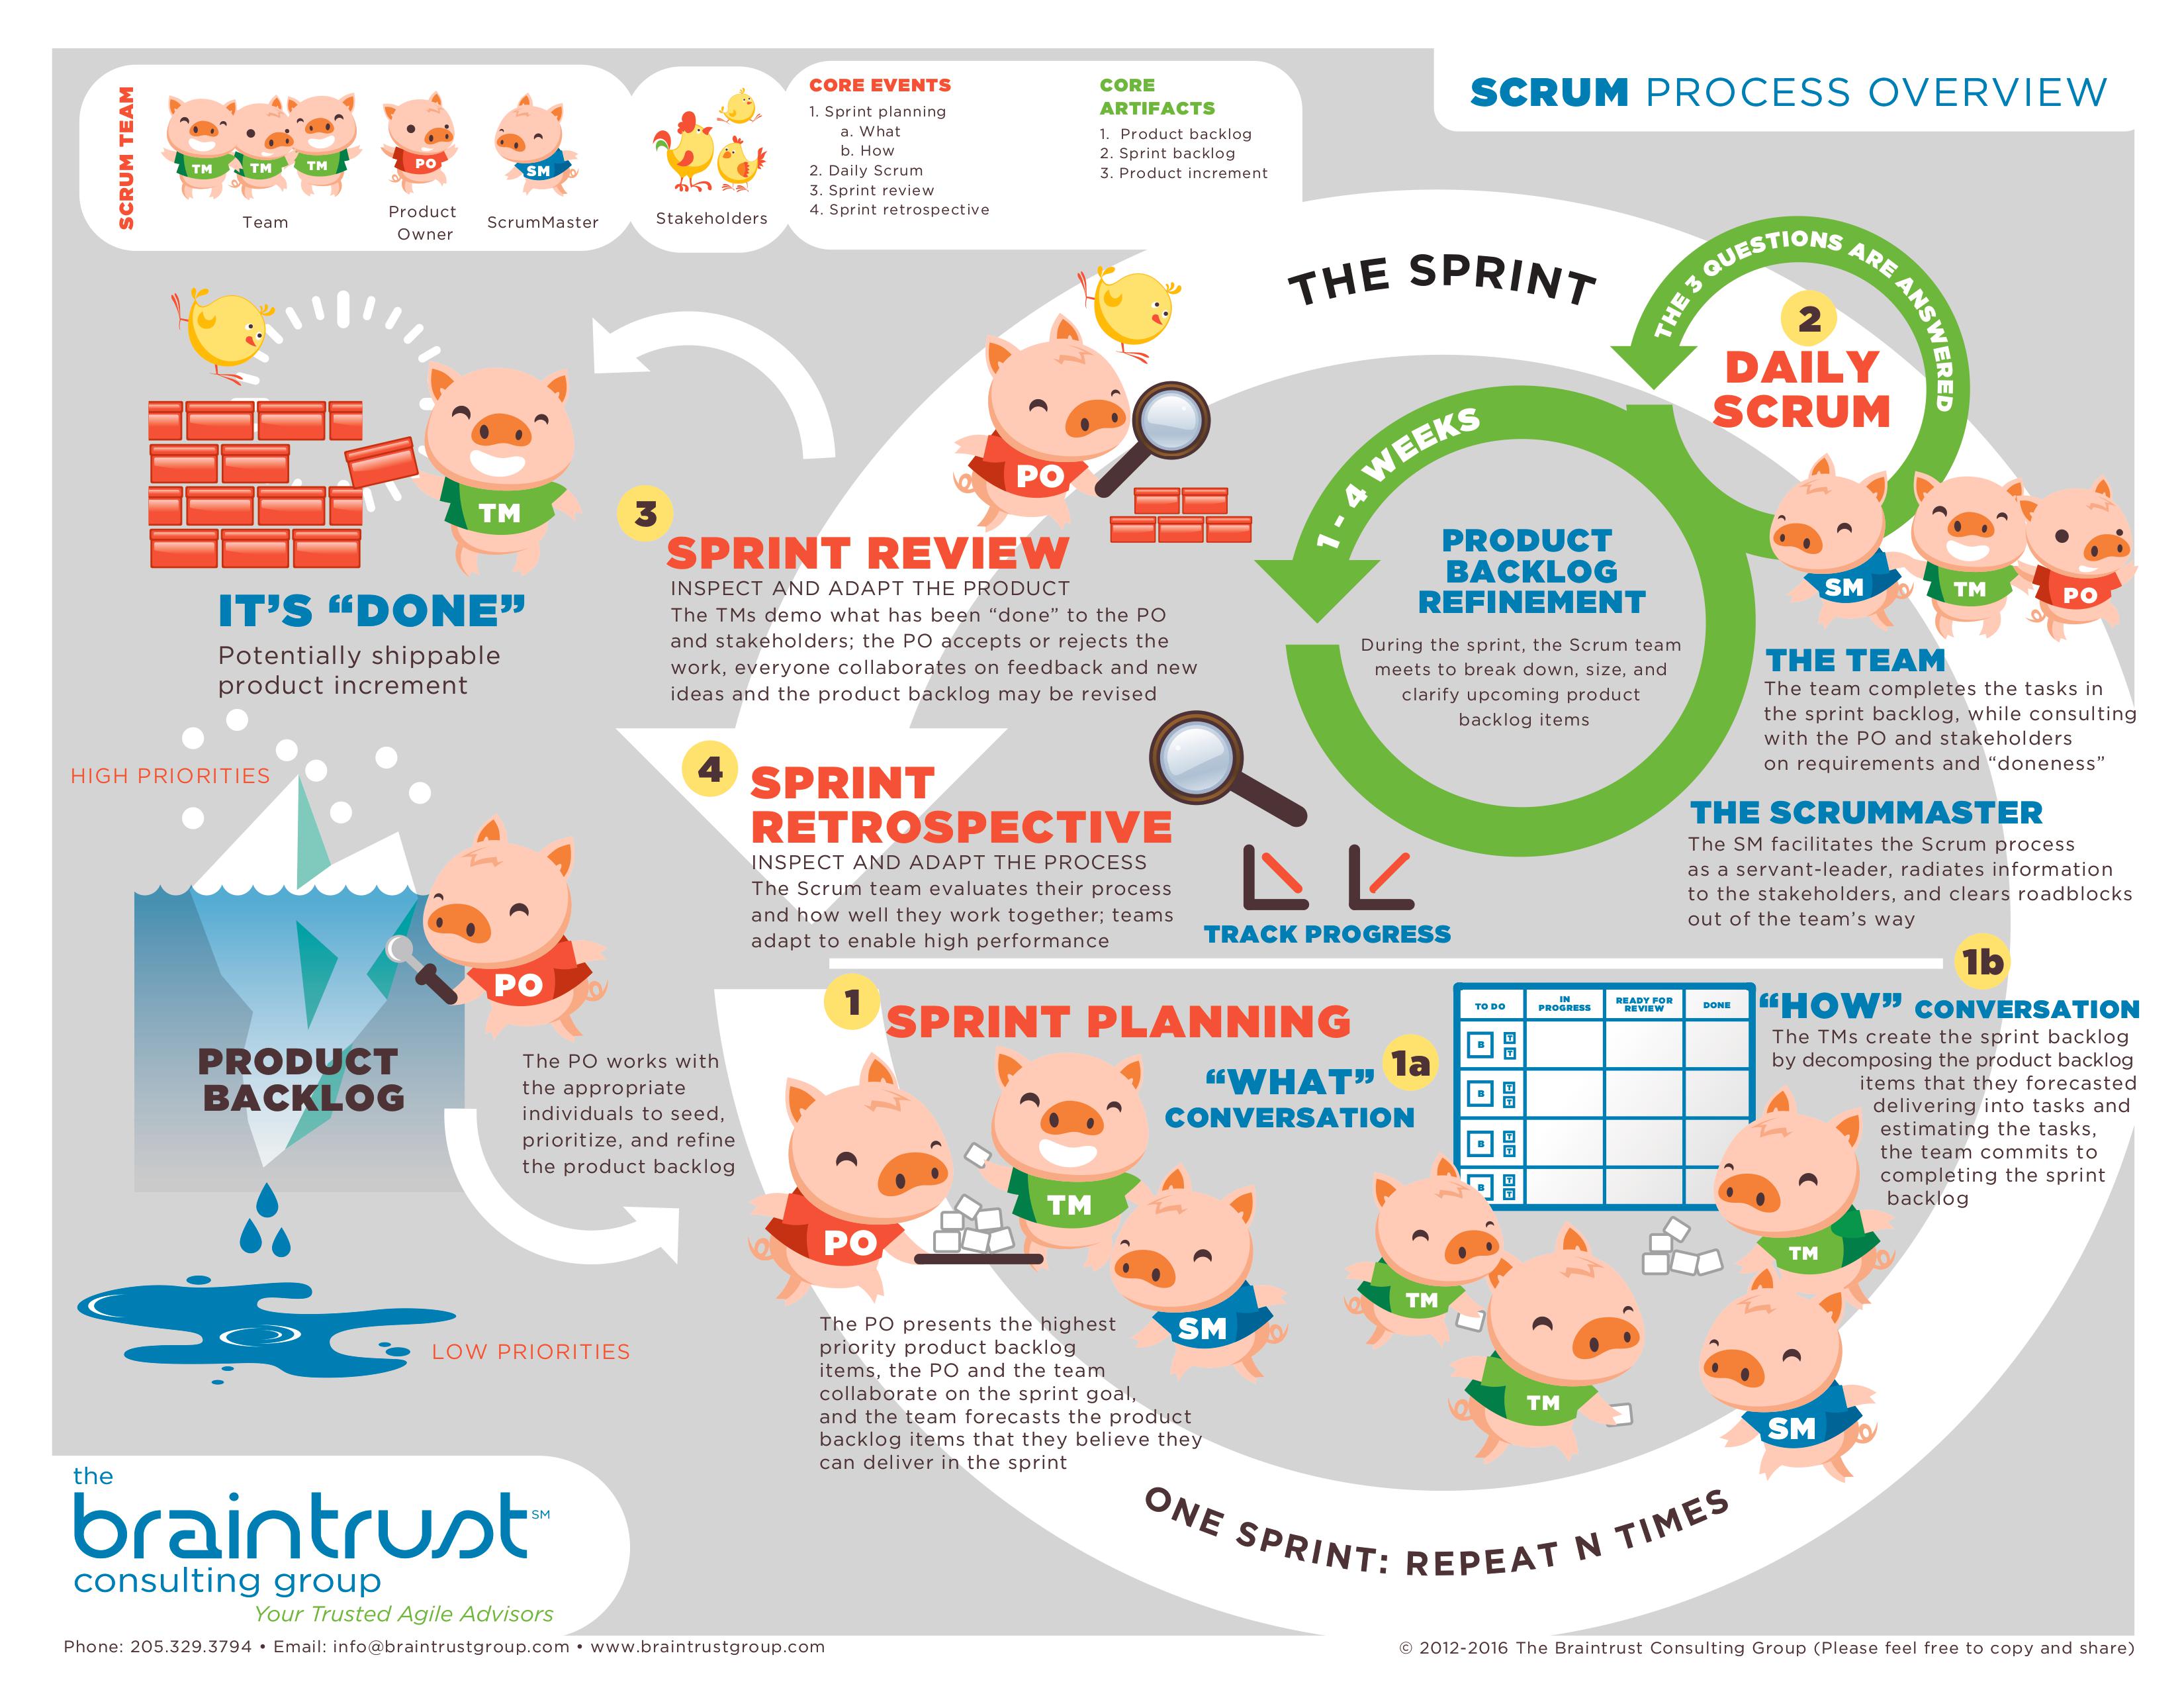 SCRUM PROCESS OVERVIEW
SCRUM TEAM
TM
TM
TM
Team
PO
Product
Owner
SM
ScrumMaster
Stakeholders
CORE EVENTS
1. Sprint planning
a. What
b. How
2. Daily Scrum
3. Sprint review
4. Sprint retrospective
CORE
ARTIFACTS
1. Product backlog
2. Sprint backlog
3. Product increment
THE SPRINT
THE 3 QUESTIONS ARE ANSWERED
2
DAILY
SCRUM
SM
TM
PO
1 - 4 WEEKS
PRODUCT
BACKLOG
REFINEMENT
During the sprint, the Scrum team
meets to break down, size, and
clarify upcoming product
backlog items
THE TEAM
The team completes the tasks in
the sprint backlog, while consulting
with the PO and stakeholders
on requirements and “doneness”
THE SCRUMMASTER
The SM facilitates the Scrum process
as a servant-leader, radiates information
to the stakeholders, and clears roadblocks
out of the team’s way
PO
3
SPRINT REVIEW
INSPECT AND ADAPT THE PRODUCT
The TMs demo what has been “done” to the PO
and stakeholders; the PO accepts or rejects the
work, everyone collaborates on feedback and new
ideas and the product backlog may be revised
TM
IT’S “DONE”
Potentially shippable
product increment
4
SPRINT
RETROSPECTIVE
INSPECT AND ADAPT THE PROCESS
The Scrum team evaluates their process
and how well they work together; teams
adapt to enable high performance
TRACK PROGRESS
HIGH PRIORITIES
PO
PRODUCT
BACKLOG
The PO works with
the appropriate
individuals to seed,
prioritize, and refine
the product backlog
LOW PRIORITIES
1
SPRINT PLANNING
1a
“WHAT”
CONVERSATION
PO
TM
SM
The PO presents the highest
priority product backlog
items, the PO and the team
collaborate on the sprint goal,
and the team forecasts the product
backlog items that they believe they
can deliver in the sprint
TO DO
IN
PROGRESS
READY FOR
REVIEW
DONE
B
T
T
B
T
T
B
T
T
B
T
T
1b
“HOW” CONVERSATION
The TMs create the sprint backlog
by decomposing the product backlog
items that they forecasted
delivering into tasks and
estimating the tasks,
the team commits to
completing the sprint
backlog
TM
TM
TM
SM
ONE SPRINT: REPEAT N TIMES
the
braintrust SM
consulting group
Your Trusted Agile Advisors
Phone: 205.329.3794 • Email: info@braintrustgroup.com • www.braintrustgroup.com
© 2012-2016 The Braintrust Consulting Group (Please feel free to copy and share)